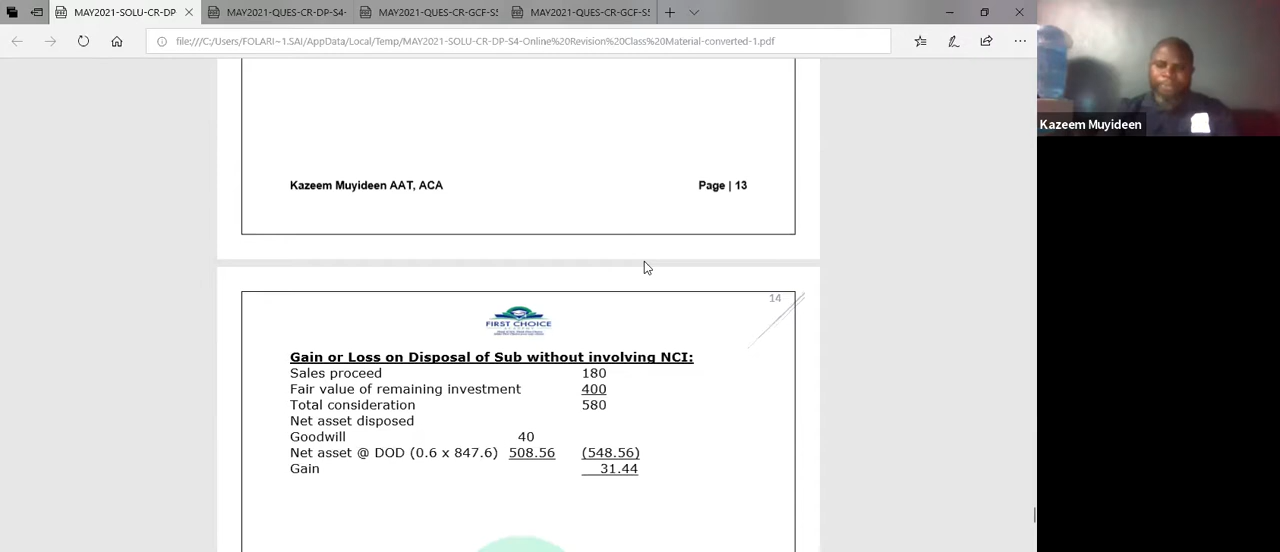 MAY2021-SOLU-CR-DP
MAY2021-QUES-CR-DP-S4-
MAY2021-QUES-CR-GCF-S5
MAY2021-QUES-CR-GCF-S5
file:///C:/Users/FOLARI~1.SAI/AppData/Local/Temp/MAY2021-SOLU-CR-DP-S4-Online%20Revision%20Class%20Material-converted-1.pdf
Kazeem Muyideen
Kazeem Muyideen AAT, ACA Page | 13
14
FIRST CHOICE
Gain or Loss on Disposal of Sub without involving NCI:
Sales proceed 180
Fair value of remaining investment 400
Total consideration 580
Net asset disposed
Goodwill 40
Net asset @ DOD (0.6 x 847.6) 508.56 (548.56)
Gain 31.44